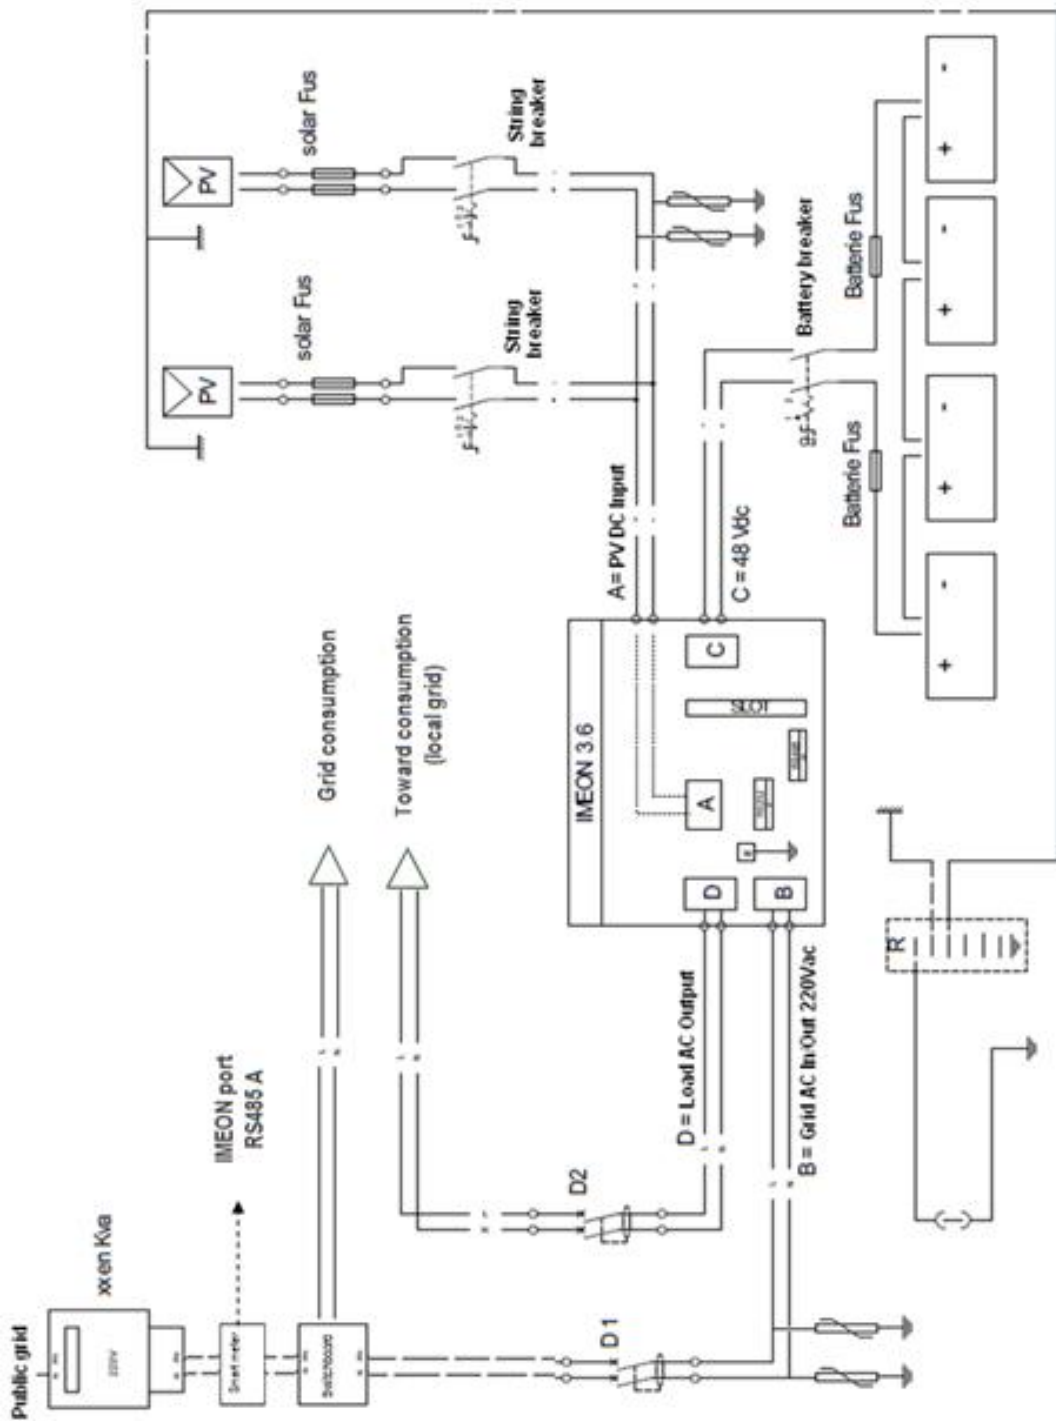 Public grid
xx en Kva
220V
Smart meter
IMEON port
RS485 A
Switchboard
Grid consumption
Toward consumption
(local grid)
D1
D2
D = Load AC Output
B = Grid AC In/Out 220Vac
R
IMEON 3.6
D
B
A
C
SLOT
A = PV DC Input
C = 48 Vdc
PV
solar Fus
String
breaker
PV
solar Fus
String
breaker
Battery breaker
Batterie Fus
Batterie Fus
+ -
+ -
+ -
+ -